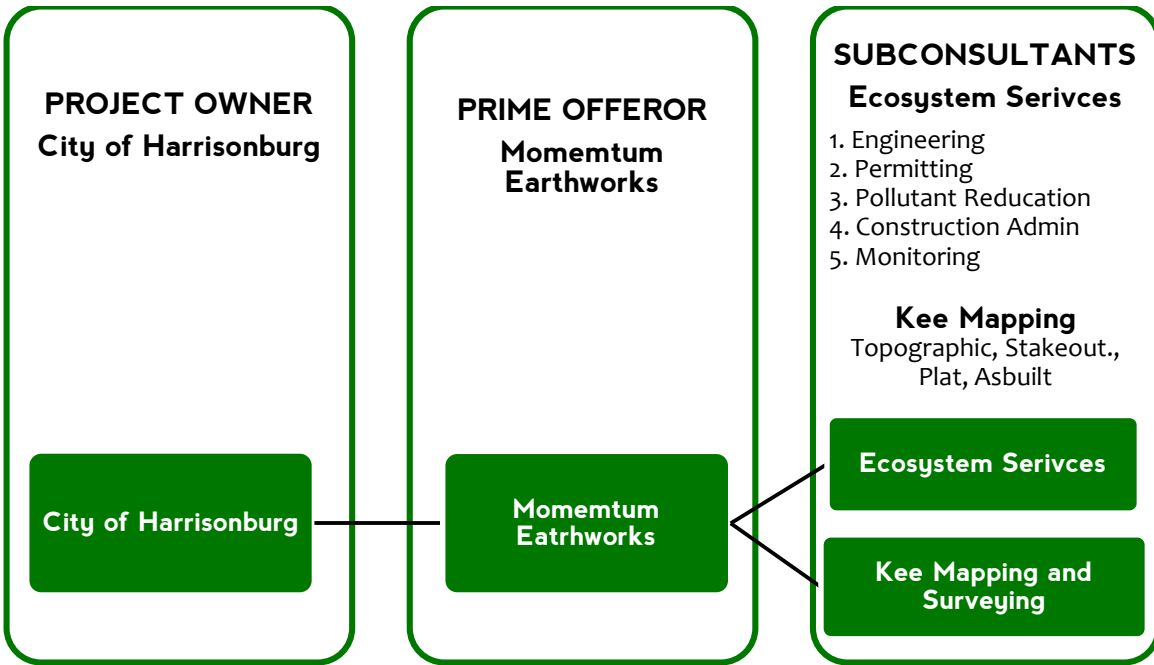 PROJECT OWNER
City of Harrisonburg
City of Harrisonburg
PRIME OFFEROR
Momemtum
Earthworks
Momemtum
Eatrhworks
SUBCONSULTANTS
Ecosystem Serivces
1. Engineering
2. Permitting
3. Pollutant Reducation
4. Construction Admin
5. Monitoring
Kee Mapping
Topographic, Stakeout.,
Plat, Asbuilt
Ecosystem Serivces
Kee Mapping and
Surveying